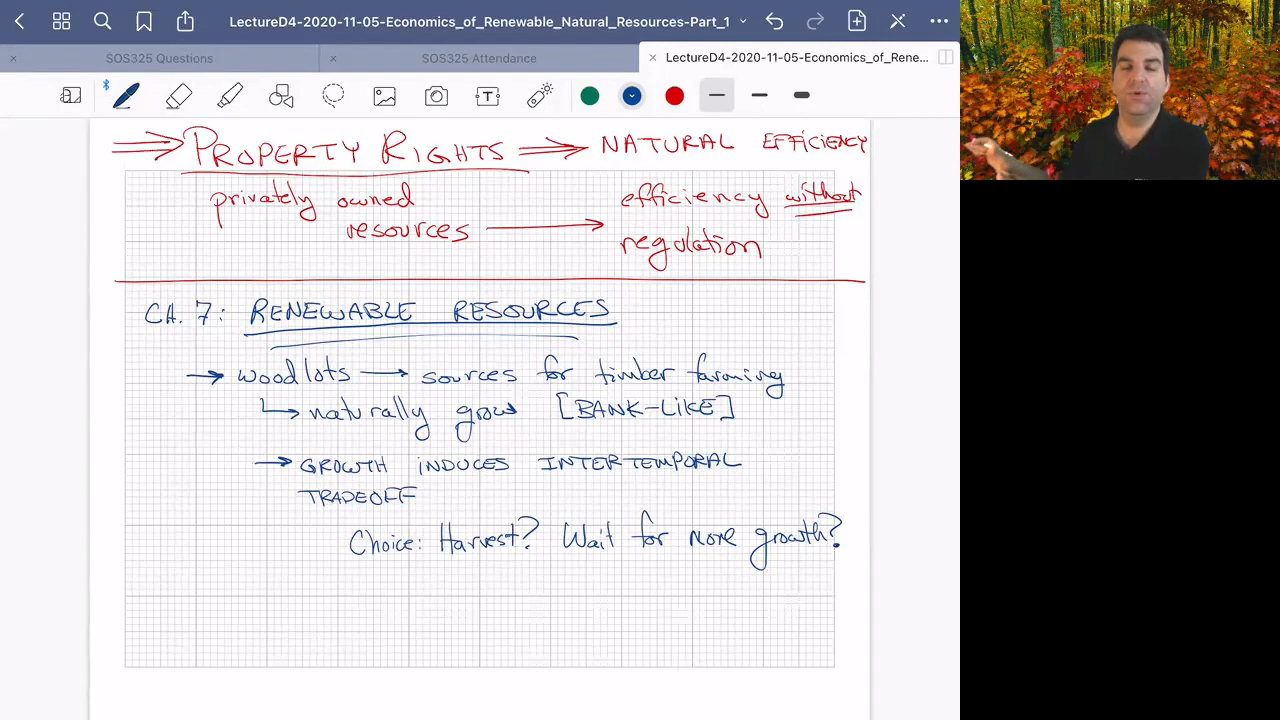 LectureD4-2020-11-05-Economics_of_Renewable_Natural_Resources-Part_1
SOS325 Questions
SOS325 Attendance
LectureD4-2020-11-05-Economics_of_Rene...
⇒ PROPERTY RIGHTS ⇒ NATURAL EFFICIENCY
privately owned resources → efficiency without regulation
CH. 7: RENEWABLE RESOURCES
→ woodlots → sources for timber farming
↳ naturally grow [BANK-LIKE]
→ GROWTH INDUCES INTERTEMPORAL
TRADEOFF
Choice: Harvest? Wait for more growth?